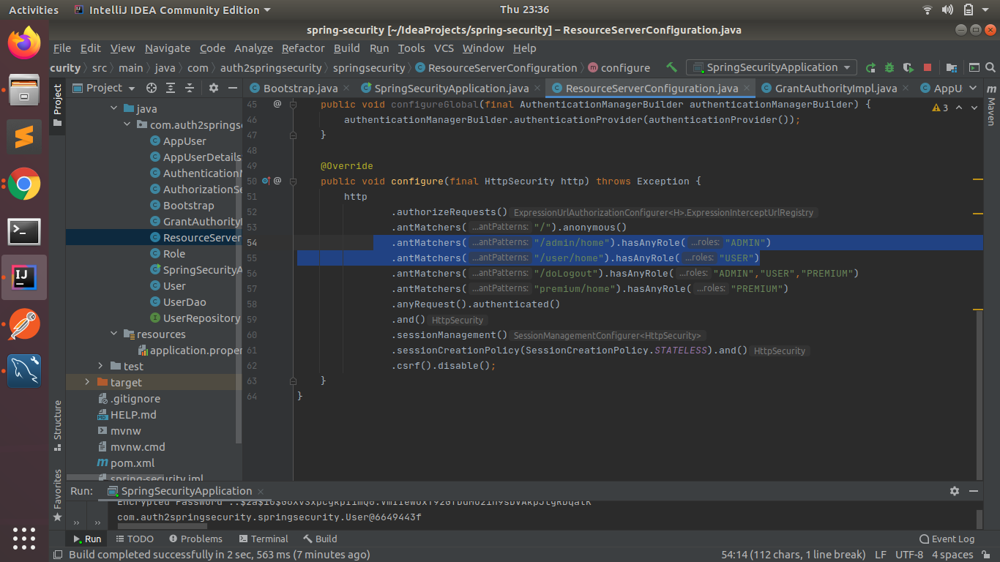 Activities IntelliJ IDEA Community Edition Thu 23:36
spring-security [~/IdeaProjects/spring-security] – ResourceServerConfiguration.java
File Edit View Navigate Code Analyze Refactor Build Run Tools VCS Window Help
curity src main java com auth2springsecurity springsecurity ResourceServerConfiguration configure SpringSecurityApplication
Project
Bootstrap.java SpringSecurityApplication.java ResourceServerConfiguration.java GrantAuthorityImpl.java AppU
Project
Maven
java
com.auth2springse
AppUser
AppUserDetails
AuthenticationM
AuthorizationSe
Bootstrap
GrantAuthorityI
ResourceServer
Role
SpringSecurityA
User
UserDao
UserRepository
resources
application.proper
test
target
.gitignore
HELP.md
mvnw
mvnw.cmd
pom.xml
spring-security.iml
Structure
Favorites
3
45 @ public void configureGlobal(final AuthenticationManagerBuilder authenticationManagerBuilder) {
46 authenticationManagerBuilder.authenticationProvider(authenticationProvider());
47 }
48
49 @Override
50 @ public void configure(final HttpSecurity http) throws Exception {
51 http
52 .authorizeRequests() ExpressionUrlAuthorizationConfigurer<H>.ExpressionInterceptUrlRegistry
53 .antMatchers( ...antPatterns: "/").anonymous()
54 .antMatchers( ...antPatterns: "/admin/home").hasAnyRole( ...roles: "ADMIN")
55 .antMatchers( ...antPatterns: "/user/home").hasAnyRole( ...roles: "USER")
56 .antMatchers( ...antPatterns: "/doLogout").hasAnyRole( ...roles: "ADMIN","USER","PREMIUM")
57 .antMatchers( ...antPatterns: "premium/home").hasAnyRole( ...roles: "PREMIUM")
58 .anyRequest().authenticated()
59 .and() HttpSecurity
60 .sessionManagement() SessionManagementConfigurer<HttpSecurity>
61 .sessionCreationPolicy(SessionCreationPolicy.STATELESS).and() HttpSecurity
62 .csrf().disable();
63 }
64 }
Run: SpringSecurityApplication
Encrypted Password ::
com.auth2springsecurity.springsecurity.User@6649443f
Run TODO Problems Terminal Build Event Log
Build completed successfully in 2 sec, 563 ms (7 minutes ago) 54:14 (112 chars, 1 line break) LF UTF-8 4 spaces